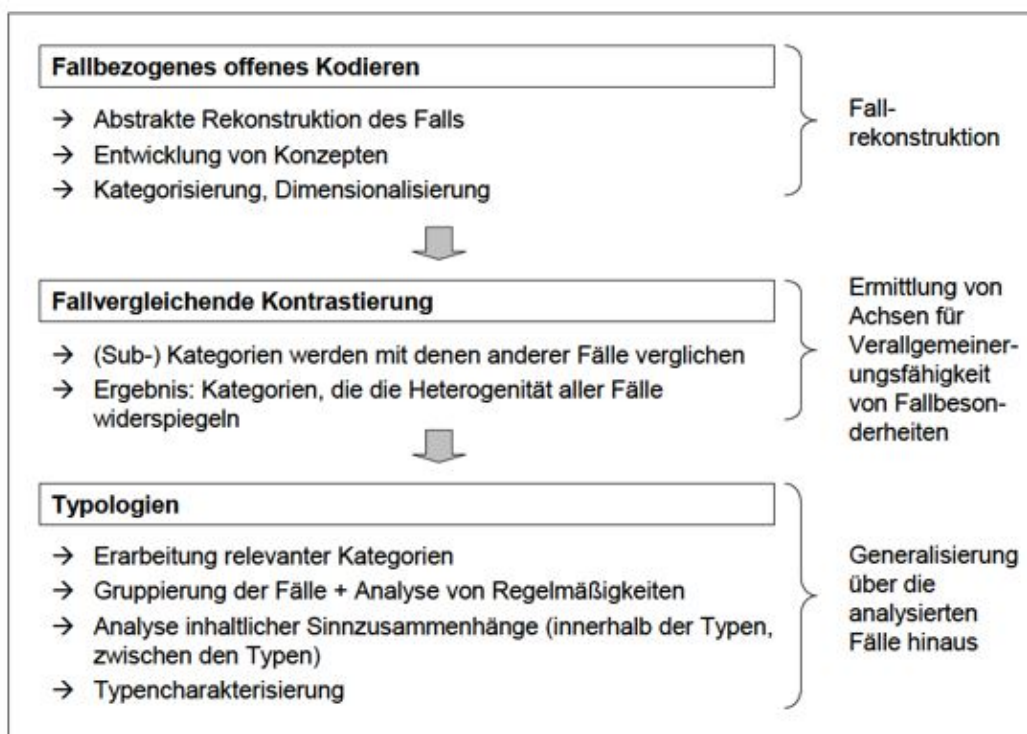 Fallbezogenes offenes Kodieren
→ Abstrakte Rekonstruktion des Falls
→ Entwicklung von Konzepten
→ Kategorisierung, Dimensionalisierung
Fall-
rekonstruktion
Fallvergleichende Kontrastierung
→ (Sub-) Kategorien werden mit denen anderer Fälle verglichen
→ Ergebnis: Kategorien, die die Heterogenität aller Fälle
widerspiegeln
Ermittlung von
Achsen für
Verallgemeiner-
ungsfähigkeit
von Fallbeson-
derheiten
Typologien
→ Erarbeitung relevanter Kategorien
→ Gruppierung der Fälle + Analyse von Regelmäßigkeiten
→ Analyse inhaltlicher Sinnzusammenhänge (innerhalb der Typen,
zwischen den Typen)
→ Typencharakterisierung
Generalisierung
über die
analysierten
Fälle hinaus